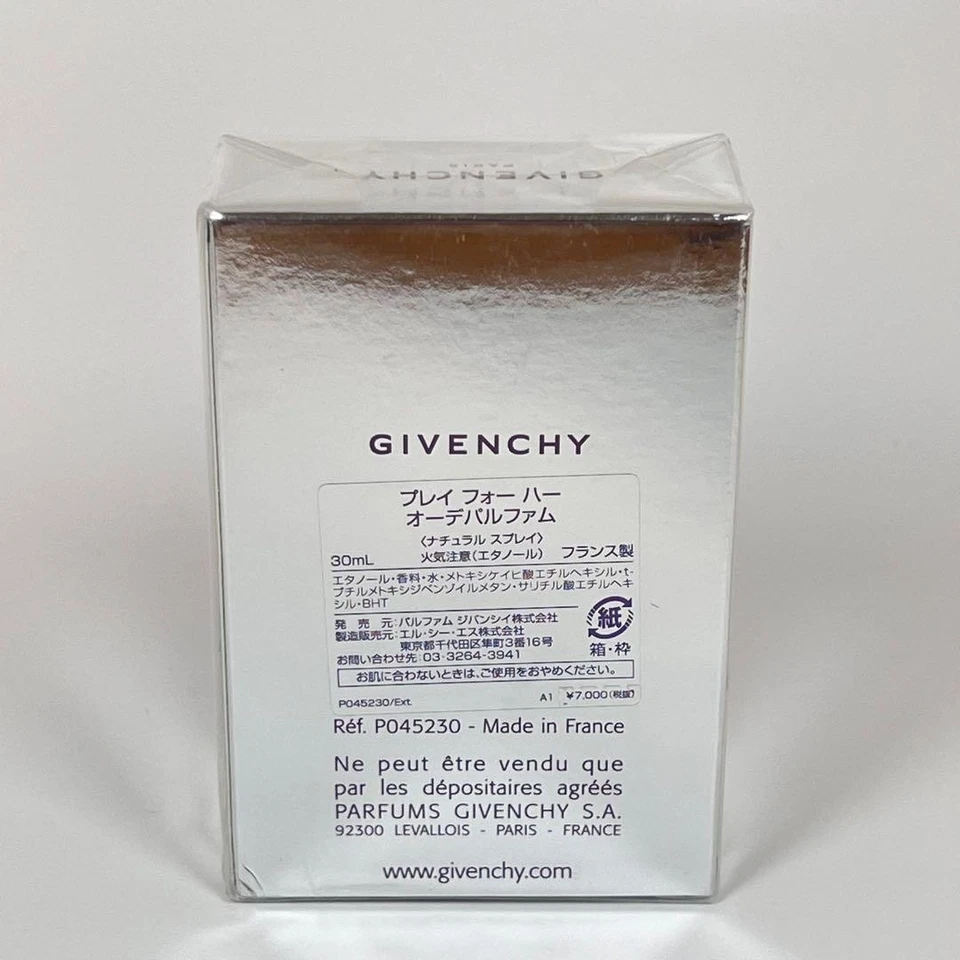 GIVENCHY
PARIS
GIVENCHY
プレイ フォー ハー
オーデパルファム
〈ナチュラル スプレイ〉
30mL 火気注意(エタノール) フランス製
エタノール・香料・水・メトキシケイヒ酸エチルヘキシル・t-
ブチルメトキシジベンゾイルメタン・サリチル酸エチルヘキ
シル・BHT
発 売 元:パルファム ジバンシイ株式会社
製造販売元:エル・シー・エス株式会社
東京都千代田区隼町3番16号
お問い合わせ先:03-3264-3941
紙
箱・枠
お肌に合わないときは、ご使用をおやめください。
P045230/Ext. A1 ¥7,000(税抜)
Réf. P045230 - Made in France
Ne peut être vendu que
par les dépositaires agréés
PARFUMS GIVENCHY S.A.
92300 LEVALLOIS - PARIS - FRANCE
www.givenchy.com